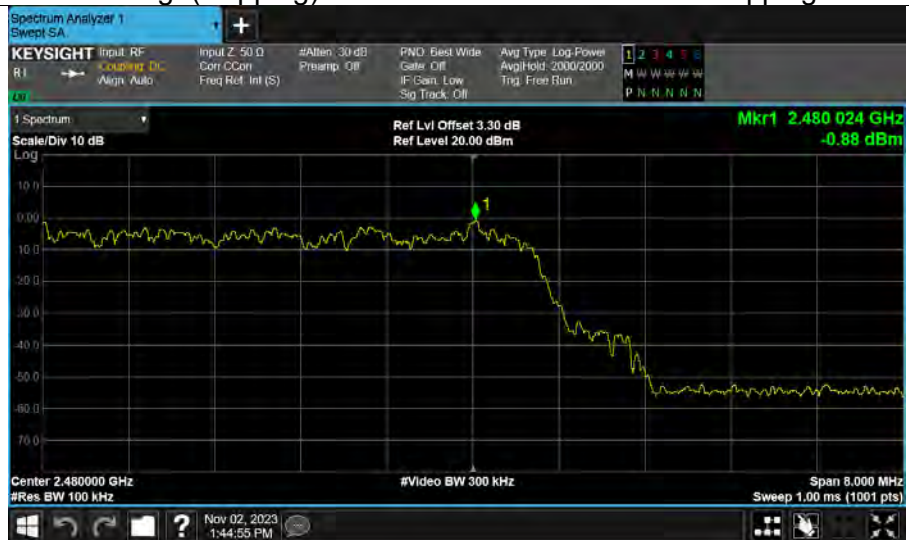 Spectrum Analyzer 1
Swept SA
+
KEYSIGHT Input: RF Input Z: 50 Ω #Atten: 30 dB PNO: Best Wide Avg Type: Log-Power 1 2 3 4 5 6
Coupling: DC Corr CCorr Preamp: Off Gate: Off Avg|Hold: 2000/2000 M W W W W W
Align: Auto Freq Ref: Int (S) IF Gain: Low Trig: Free Run
Sig Track: Off P N N N N N
1 Spectrum Ref Lvl Offset 3.30 dB Mkr1 2.480 024 GHz
Scale/Div 10 dB Ref Level 20.00 dBm -0.88 dBm
Log
10.0
0.00
1
-10.0
-20.0
-30.0
-40.0
-50.0
-60.0
-70.0
Center 2.480000 GHz #Video BW 300 kHz Span 8.000 MHz
#Res BW 100 kHz Sweep 1.00 ms (1001 pts)
? Nov 02, 2023
1:44:55 PM